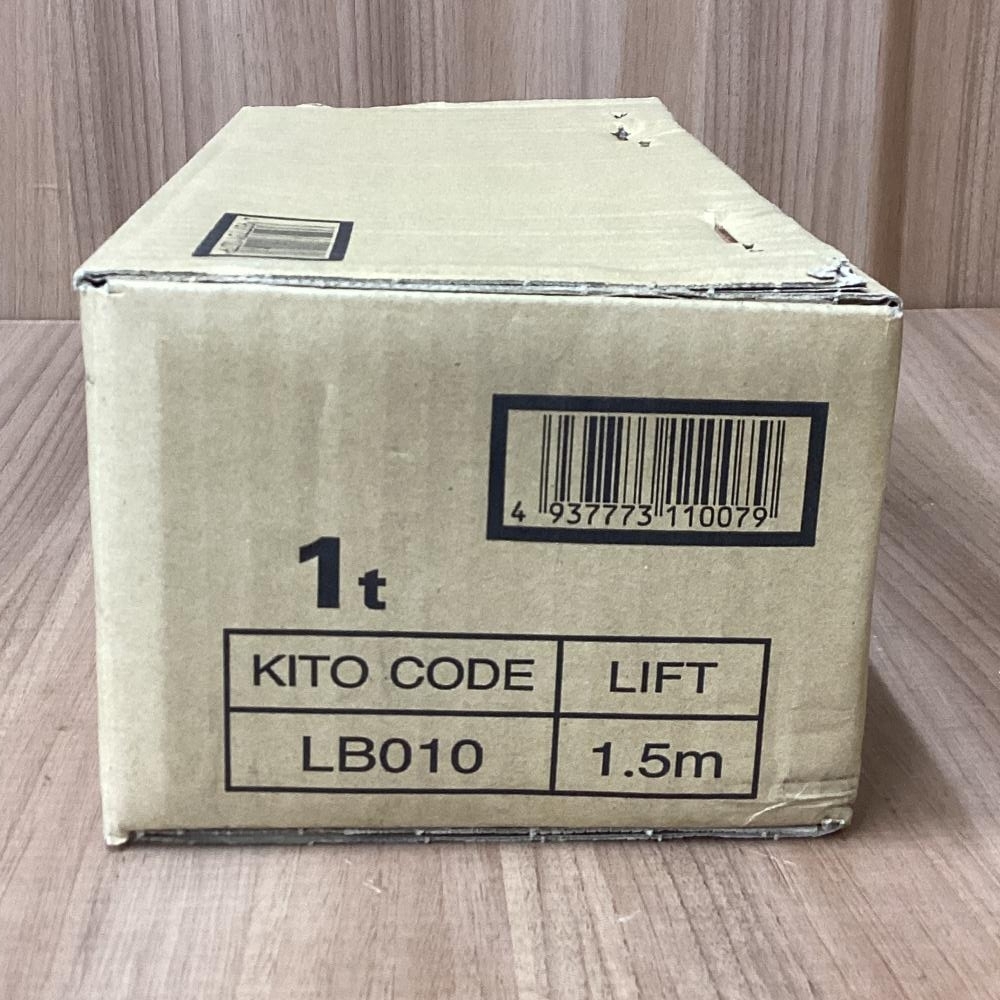 4 937773 110079
1t
KITO CODE LIFT
LB010 1.5m